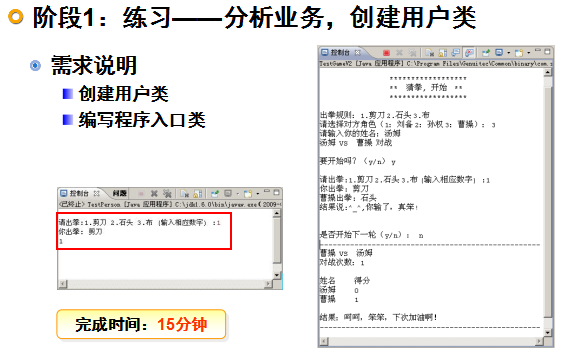 阶段1：练习——分析业务，创建用户类
需求说明
创建用户类
编写程序入口类
控制台
问题
<已终止> TestPerson [Java 应用程序] C:\jdk1.6.0\bin\javaw.exe (2009-
请出拳:1.剪刀 2.石头 3.布 (输入相应数字) :1
你出拳: 剪刀
1
完成时间：15分钟
控制台
TestGameV2 [Java 应用程序] C:\Program Files\Genuitec\Common\binary\com.s
******************
** 猜拳, 开始 **
******************
出拳规则: 1.剪刀 2.石头 3.布
请选择对方角色 (1: 刘备 2: 孙权 3: 曹操) : 3
请输入你的姓名: 汤姆
汤姆 VS 曹操 对战
要开始吗? (y/n) y
请出拳:1.剪刀 2.石头 3.布 (输入相应数字) :1
你出拳: 剪刀
曹操出拳: 石头
结果说:^_^,你输了,真笨!
是否开始下一轮(y/n): n
曹操 VS 汤姆
对战次数: 1
姓名 得分
汤姆 0
曹操 1
结果: 呵呵, 笨笨, 下次加油啊!